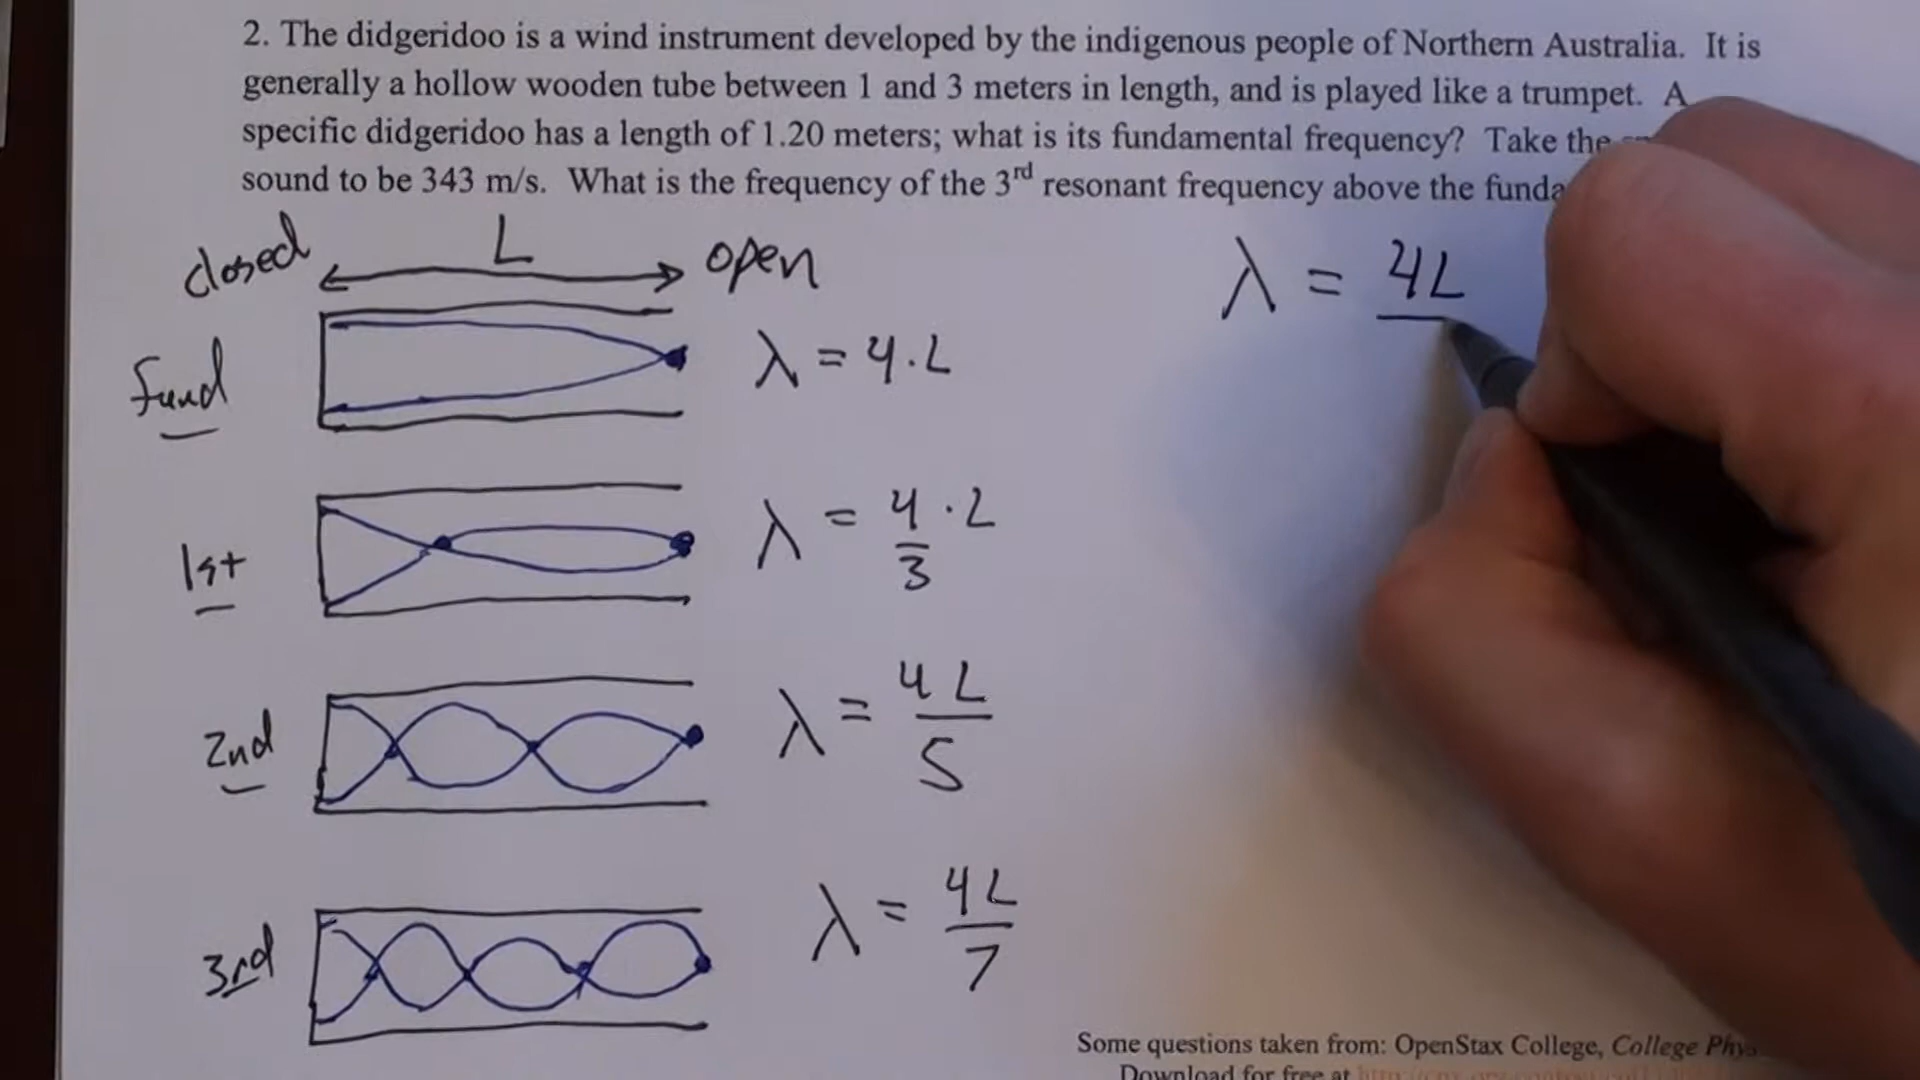 2. The didgeridoo is a wind instrument developed by the indigenous people of Northern Australia. It is
generally a hollow wooden tube between 1 and 3 meters in length, and is played like a trumpet. A
specific didgeridoo has a length of 1.20 meters; what is its fundamental frequency? Take the
sound to be 343 m/s. What is the frequency of the 3rd resonant frequency above the funda
closed L open
λ = 4L
fund λ = 4·L
1st λ = 4/3 · L
2nd λ = 4L/5
3rd λ = 4L/7
Some questions taken from: OpenStax College, College Phys
Download for free at